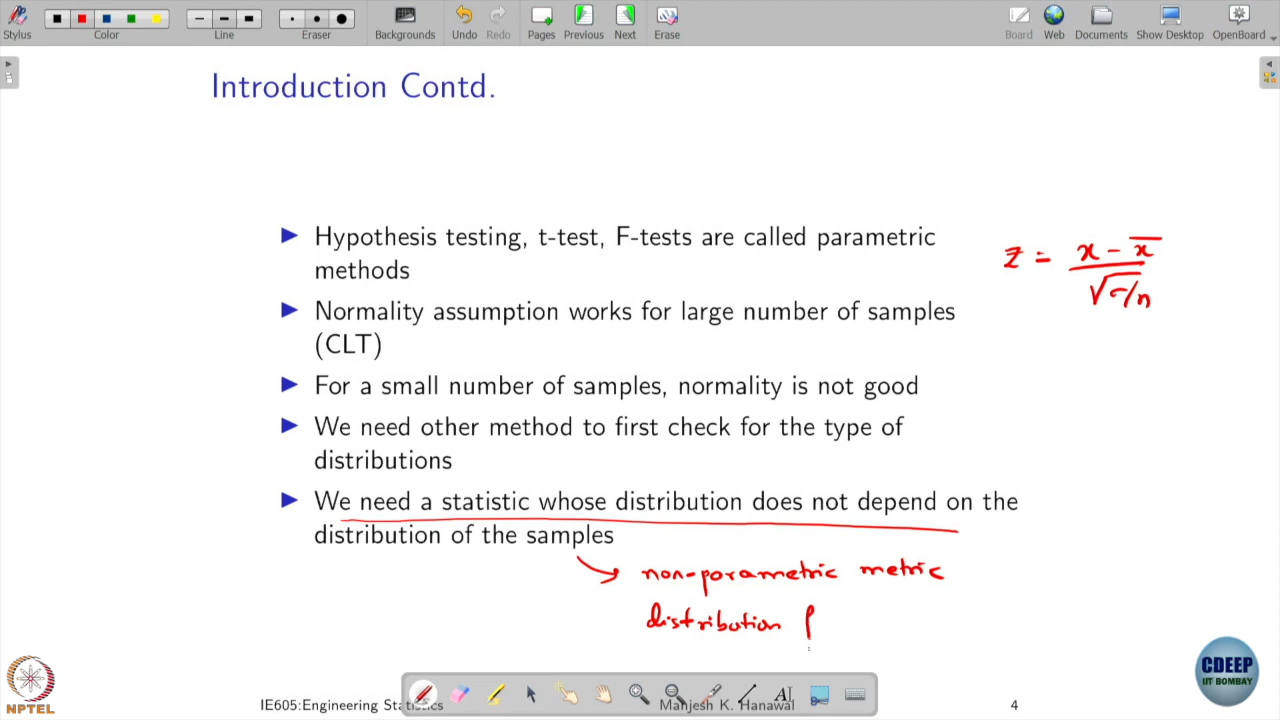 Stylus Color Line Eraser Backgrounds Undo Redo Pages Previous Next Erase Board Web Documents Show Desktop OpenBoard
Introduction Contd.
Hypothesis testing, t-test, F-tests are called parametric
methods
Normality assumption works for large number of samples
(CLT)
For a small number of samples, normality is not good
We need other method to first check for the type of
distributions
We need a statistic whose distribution does not depend on the
distribution of the samples
z = x - x̅
√σ/n
non-parametric metric
distribution f
NPTEL
IE605:Engineering Statistics
Manjesh K. Hanawal
4
CDEEP
IIT BOMBAY